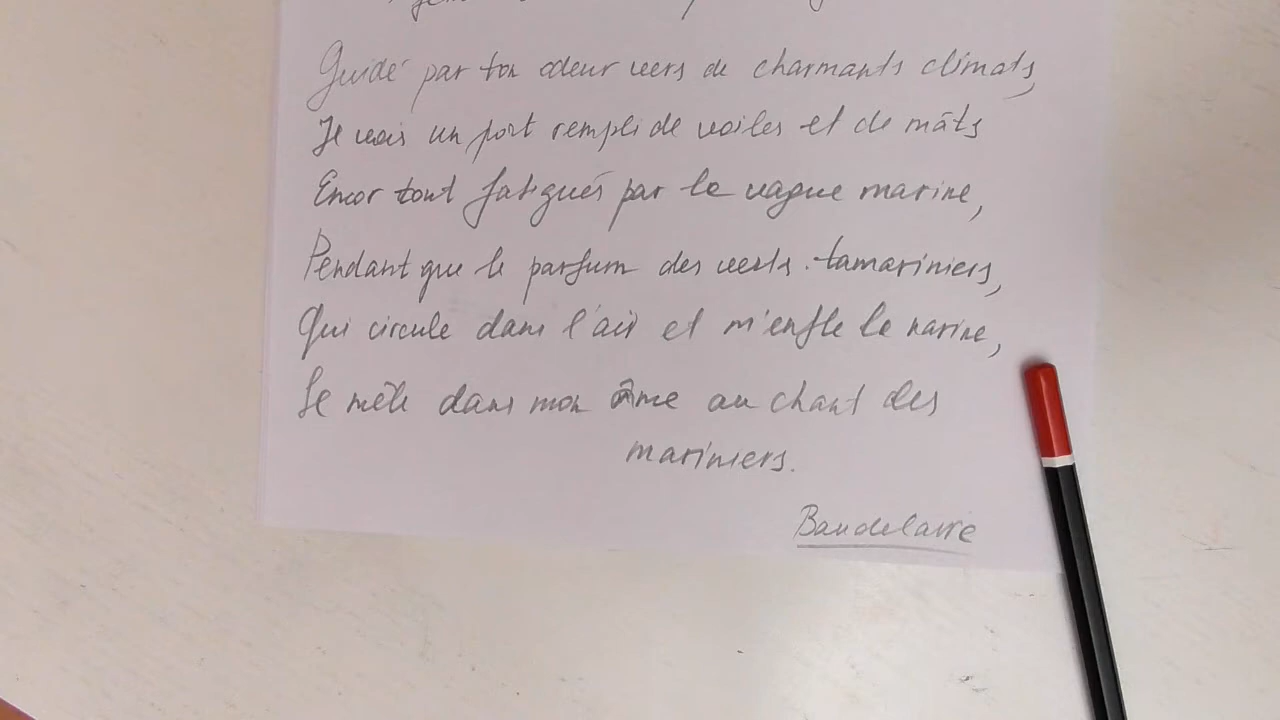 Guidé par ton odeur vers de charmants climats,
Je vois un port rempli de voiles et de mâts
Encor tout fatigués par la vague marine,
Pendant que le parfum des verts tamariniers,
Qui circule dans l'air et m'enfle la narine,
Se mêle dans mon âme au chant des
mariniers.
Baudelaire